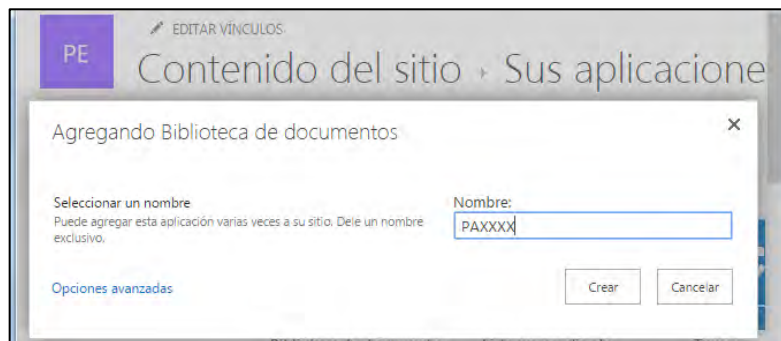 EDITAR VÍNCULOS
PE
Contenido del sitio › Sus aplicacione
Agregando Biblioteca de documentos
×
Seleccionar un nombre
Puede agregar esta aplicación varias veces a su sitio. Dele un nombre
exclusivo.
Nombre:
PAXXXX
Opciones avanzadas
Crear
Cancelar